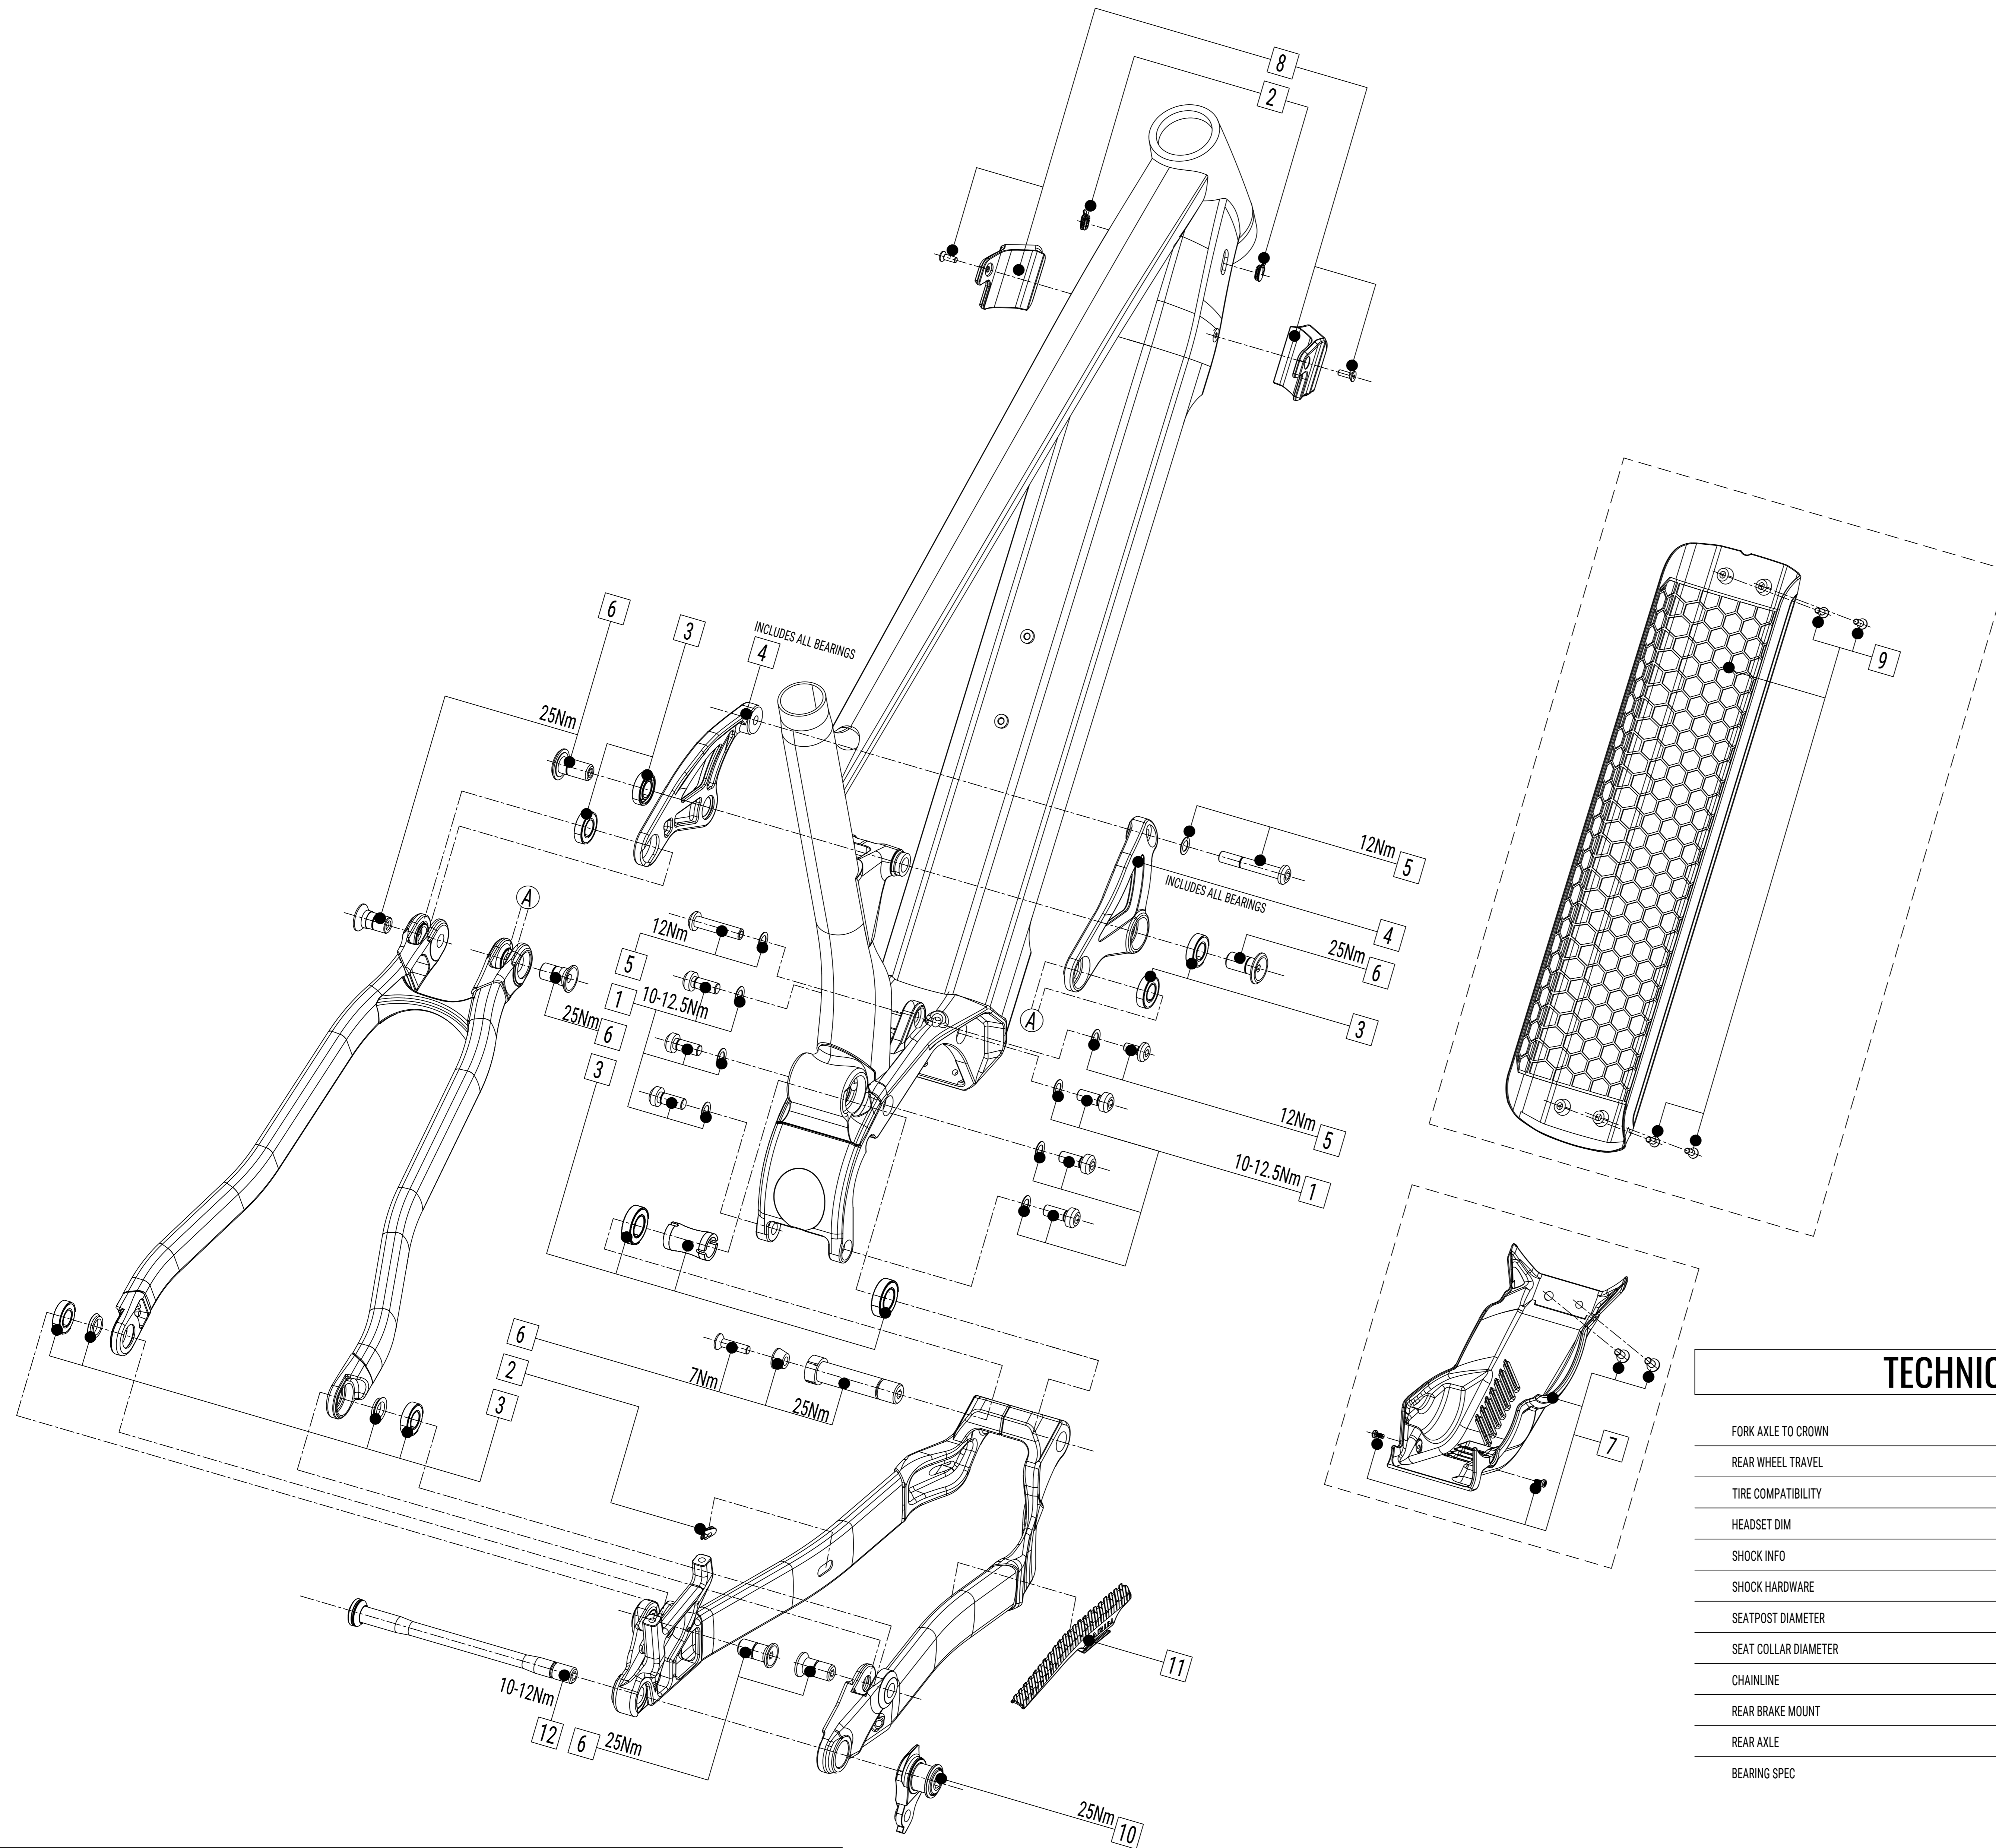 8
2
6
3
INCLUDES ALL BEARINGS
4
25Nm
9
12Nm 5
INCLUDES ALL BEARINGS
4
25Nm
6
3
A
12Nm
5
1 10-12.5Nm
25Nm 6
3
A
12Nm 5
10-12.5Nm 1
6
2
3
7Nm
25Nm
7
11
10-12Nm
12
6 25Nm
25Nm
10
TECHNIC
FORK AXLE TO CROWN
REAR WHEEL TRAVEL
TIRE COMPATIBILITY
HEADSET DIM
SHOCK INFO
SHOCK HARDWARE
SEATPOST DIAMETER
SEAT COLLAR DIAMETER
CHAINLINE
REAR BRAKE MOUNT
REAR AXLE
BEARING SPEC